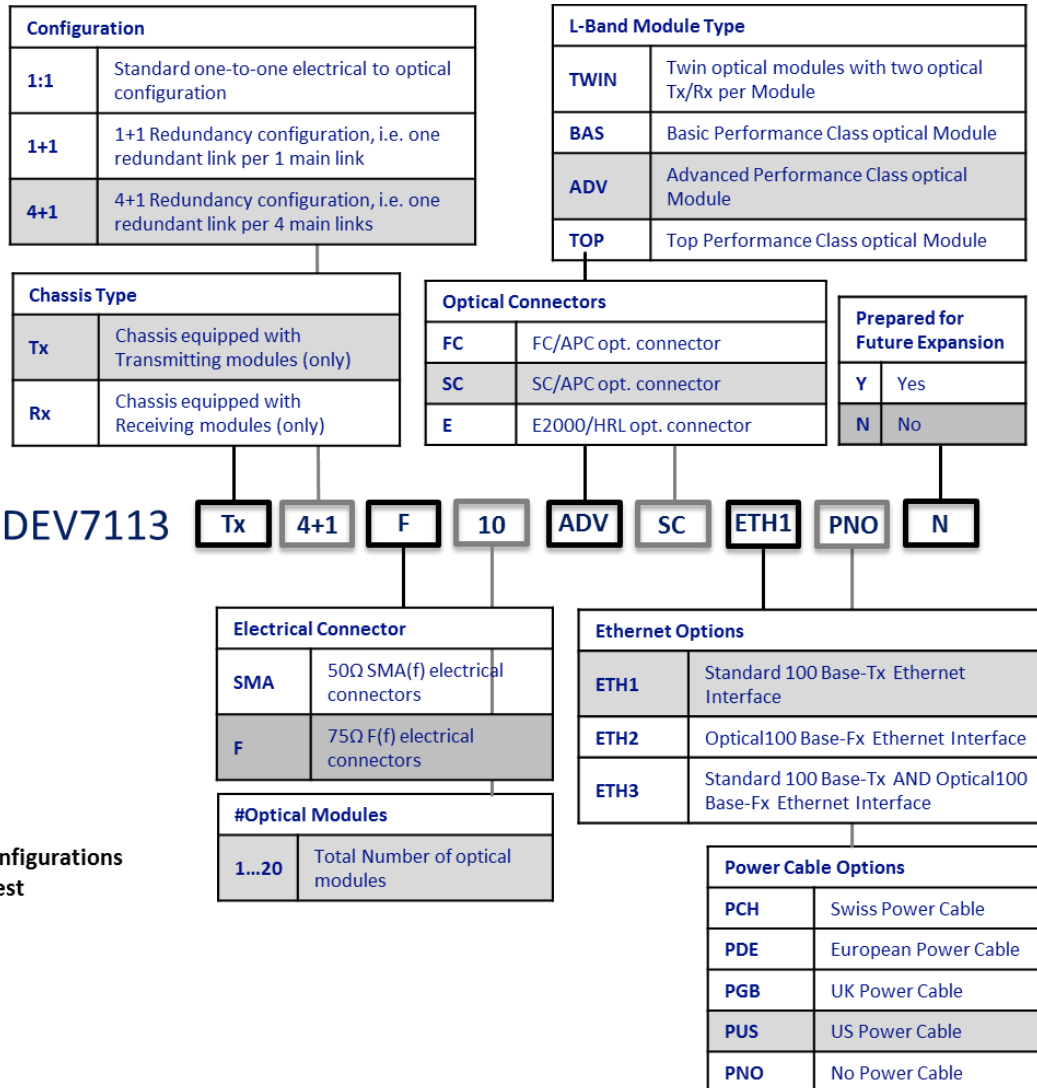 Configuration
1:1
Standard one-to-one electrical to optical
configuration
1+1
1+1 Redundancy configuration, i.e. one
redundant link per 1 main link
4+1
4+1 Redundancy configuration, i.e. one
redundant link per 4 main links
L-Band Module Type
TWIN
Twin optical modules with two optical
Tx/Rx per Module
BAS
Basic Performance Class optical Module
ADV
Advanced Performance Class optical
Module
TOP
Top Performance Class optical Module
Chassis Type
Tx
Chassis equipped with
Transmitting modules (only)
Rx
Chassis equipped with
Receiving modules (only)
Optical Connectors
FC
FC/APC opt. connector
SC
SC/APC opt. connector
E
E2000/HRL opt. connector
Prepared for
Future Expansion
Y
Yes
N
No
DEV7113 Tx 4+1 F 10 ADV SC ETH1 PNO N
Electrical Connector
SMA
50Ω SMA(f) electrical
connectors
F
75Ω F(f) electrical
connectors
#Optical Modules
1...20
Total Number of optical
modules
Ethernet Options
ETH1
Standard 100 Base-Tx Ethernet
Interface
ETH2
Optical100 Base-Fx Ethernet Interface
ETH3
Standard 100 Base-Tx AND Optical100
Base-Fx Ethernet Interface
nfigurations
est
Power Cable Options
PCH
Swiss Power Cable
PDE
European Power Cable
PGB
UK Power Cable
PUS
US Power Cable
PNO
No Power Cable